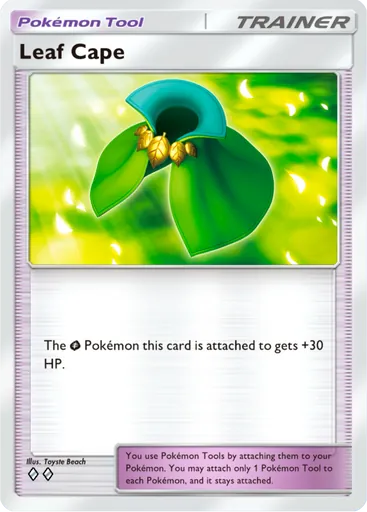 Pokémon Tool
TRAINER
Leaf Cape
The Pokémon this card is attached to gets +30
HP.
Illus. Toyste Beach
You use Pokémon Tools by attaching them to your
Pokémon. You may attach only 1 Pokémon Tool to
each Pokémon, and it stays attached.